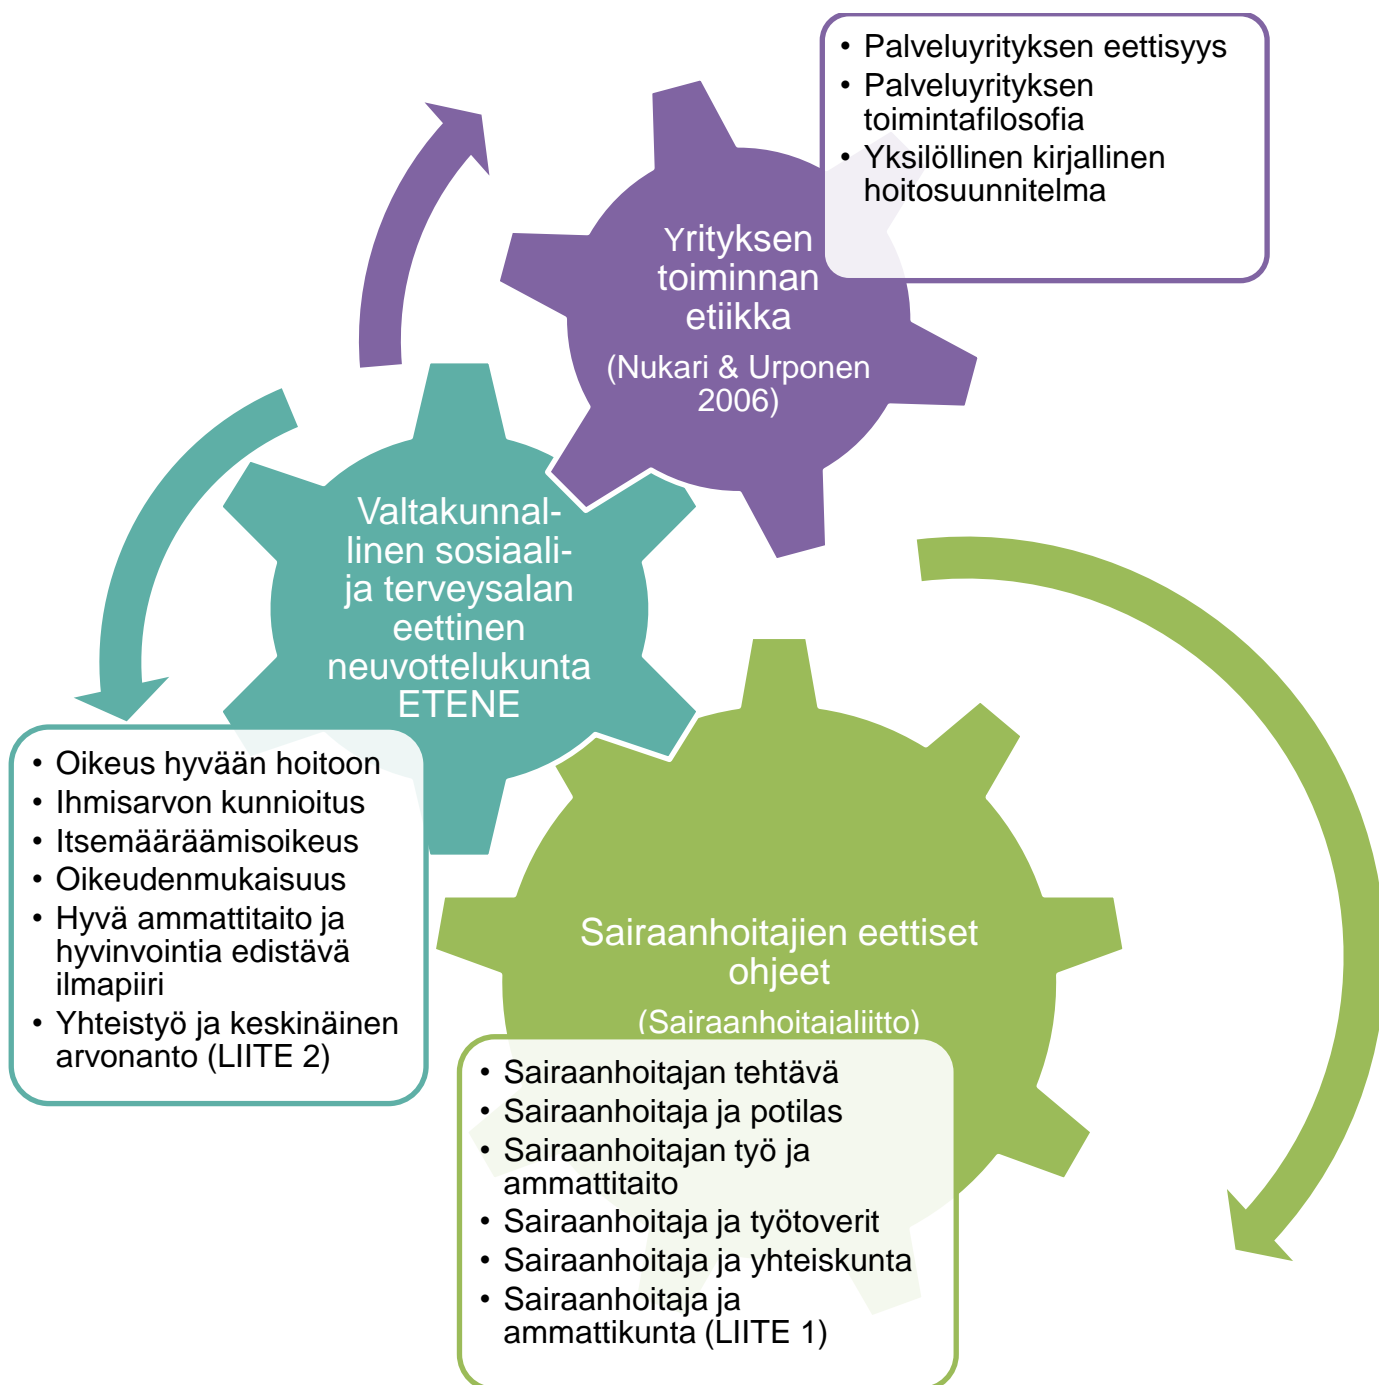 • Palveluyrityksen eettisyys
• Palveluyrityksen
toimintafilosofia
• Yksilöllinen kirjallinen
hoitosuunnitelma
Yrityksen
toiminnan
etiikka
(Nukari & Urponen
2006)
Valtakunnal-
linen sosiaali-
ja terveysalan
eettinen
neuvottelukunta
ETENE
• Oikeus hyvään hoitoon
• Ihmisarvon kunnioitus
• Itsemääräämisoikeus
• Oikeudenmukaisuus
• Hyvä ammattitaito ja
hyvinvointia edistävä
ilmapiiri
• Yhteistyö ja keskinäinen
arvonanto (LIITE 2)
Sairaanhoitajien eettiset
ohjeet
(Sairaanhoitajaliitto)
• Sairaanhoitajan tehtävä
• Sairaanhoitaja ja potilas
• Sairaanhoitajan työ ja
ammattitaito
• Sairaanhoitaja ja työtoverit
• Sairaanhoitaja ja yhteiskunta
• Sairaanhoitaja ja
ammattikunta (LIITE 1)